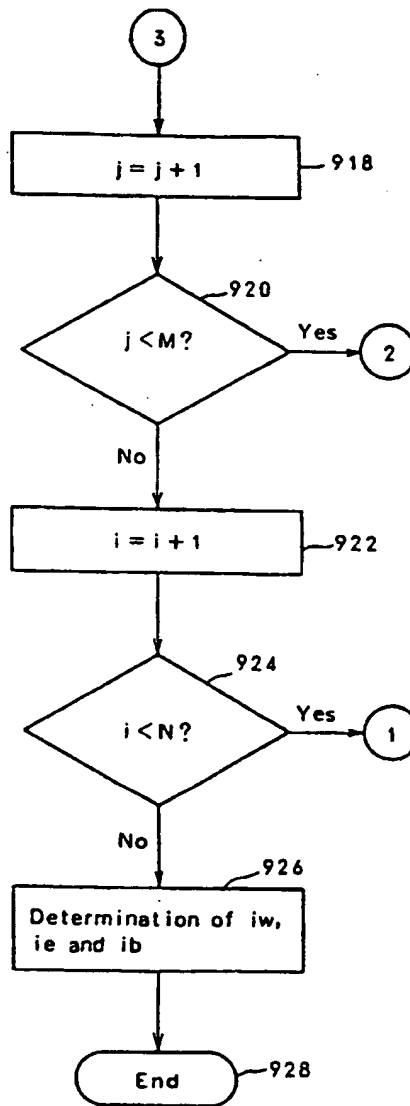 3
j = j + 1
918
920
j < M?
Yes
2
No
i = i + 1
922
924
i < N?
Yes
1
No
926
Determination of iw,
ie and ib
End
928